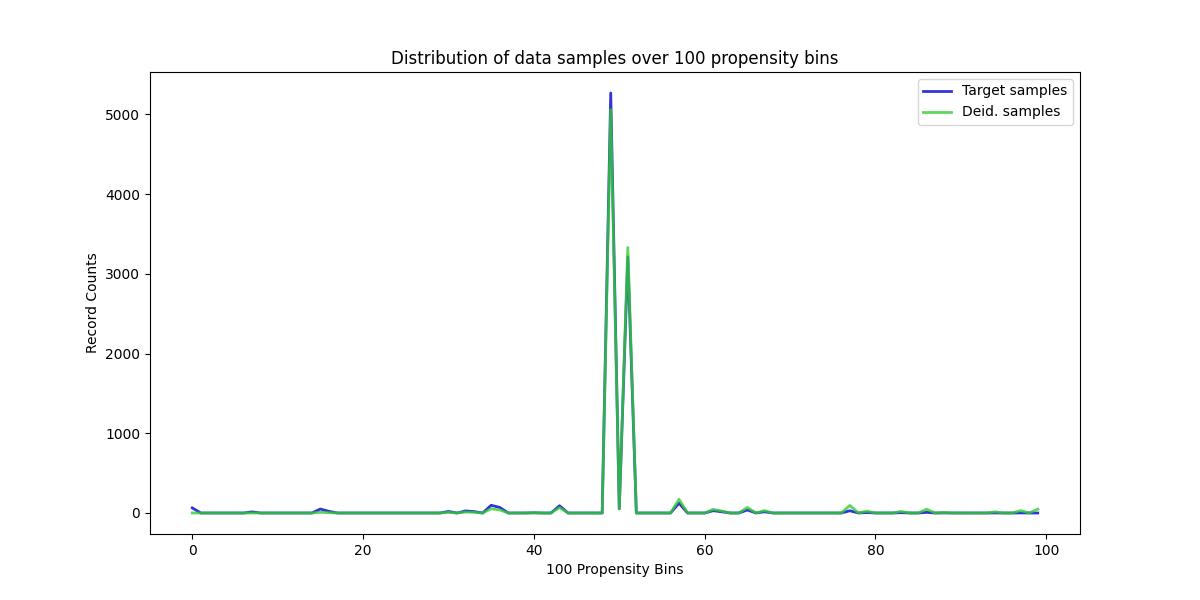 Distribution of data samples over 100 propensity bins
Target samples
Deid. samples
5000
4000
3000
2000
1000
0
Record Counts
0 20 40 60 80 100
100 Propensity Bins